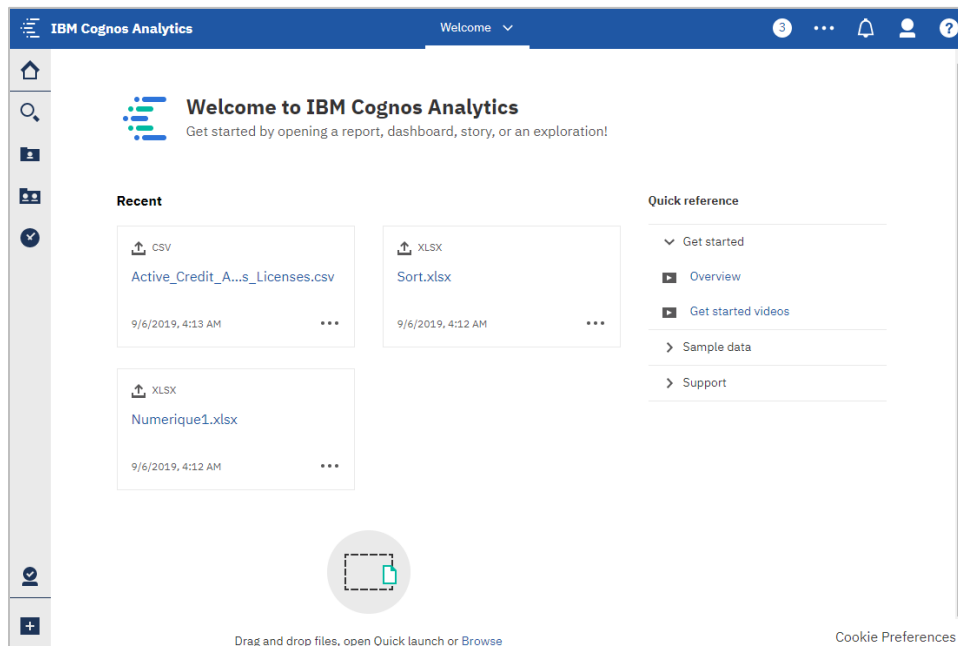 IBM Cognos Analytics
Welcome
3
?
Welcome to IBM Cognos Analytics
Get started by opening a report, dashboard, story, or an exploration!
Recent
CSV
Active_Credit_A...s_Licenses.csv
9/6/2019, 4:13 AM
XLSX
Sort.xlsx
9/6/2019, 4:12 AM
XLSX
Numerique1.xlsx
9/6/2019, 4:12 AM
Quick reference
Get started
Overview
Get started videos
Sample data
Support
Drag and drop files, open Quick launch or Browse
Cookie Preferences